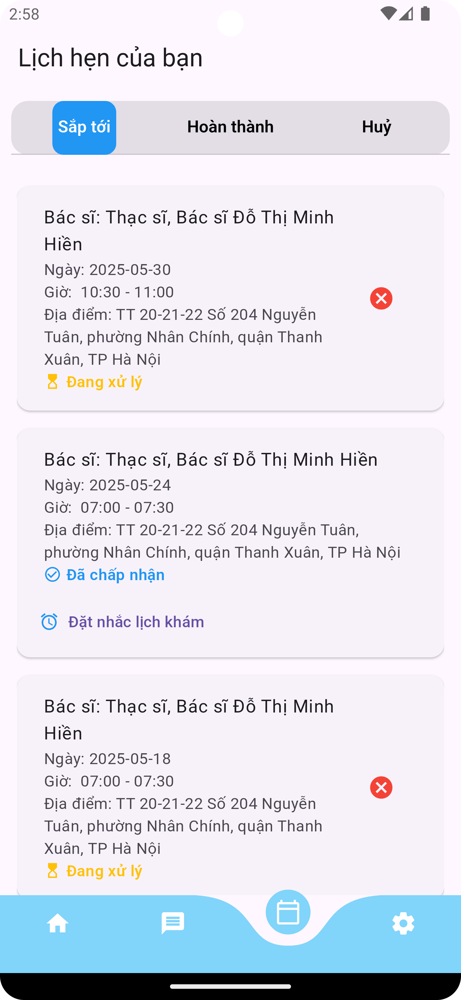 2:58
Lịch hẹn của bạn
Sắp tới
Hoàn thành
Huỷ
Bác sĩ: Thạc sĩ, Bác sĩ Đỗ Thị Minh
Hiền
Ngày: 2025-05-30
Giờ:  10:30 - 11:00
Địa điểm: TT 20-21-22 Số 204 Nguyễn
Tuân, phường Nhân Chính, quận Thanh
Xuân, TP Hà Nội
Đang xử lý
Bác sĩ: Thạc sĩ, Bác sĩ Đỗ Thị Minh Hiền
Ngày: 2025-05-24
Giờ:  07:00 - 07:30
Địa điểm: TT 20-21-22 Số 204 Nguyễn Tuân,
phường Nhân Chính, quận Thanh Xuân, TP Hà Nội
Đã chấp nhận
Đặt nhắc lịch khám
Bác sĩ: Thạc sĩ, Bác sĩ Đỗ Thị Minh
Hiền
Ngày: 2025-05-18
Giờ:  07:00 - 07:30
Địa điểm: TT 20-21-22 Số 204 Nguyễn
Tuân, phường Nhân Chính, quận Thanh
Xuân, TP Hà Nội
Đang xử lý